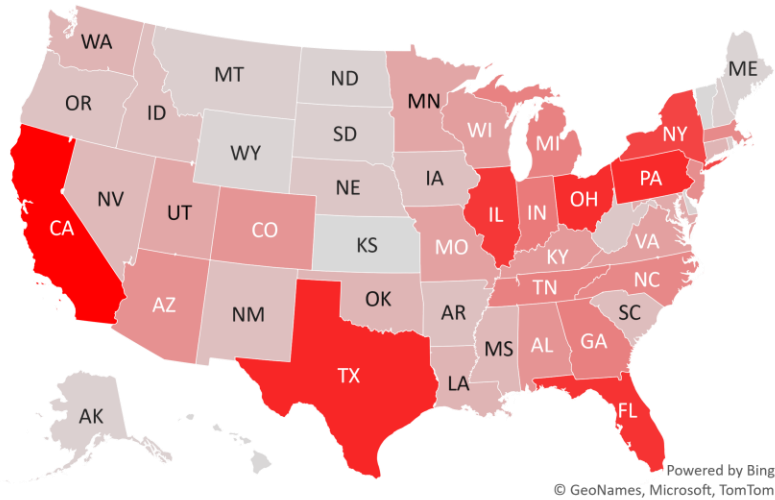 WA
MT
ND
ME
OR
ID
MN
SD
WI
NY
WY
MI
IA
PA
NE
NV
UT
IL
IN
OH
CA
CO
KS
MO
KY
VA
AZ
NM
OK
TN
NC
AR
SC
MS
AL
GA
TX
LA
FL
AK
Powered by Bing
© GeoNames, Microsoft, TomTom